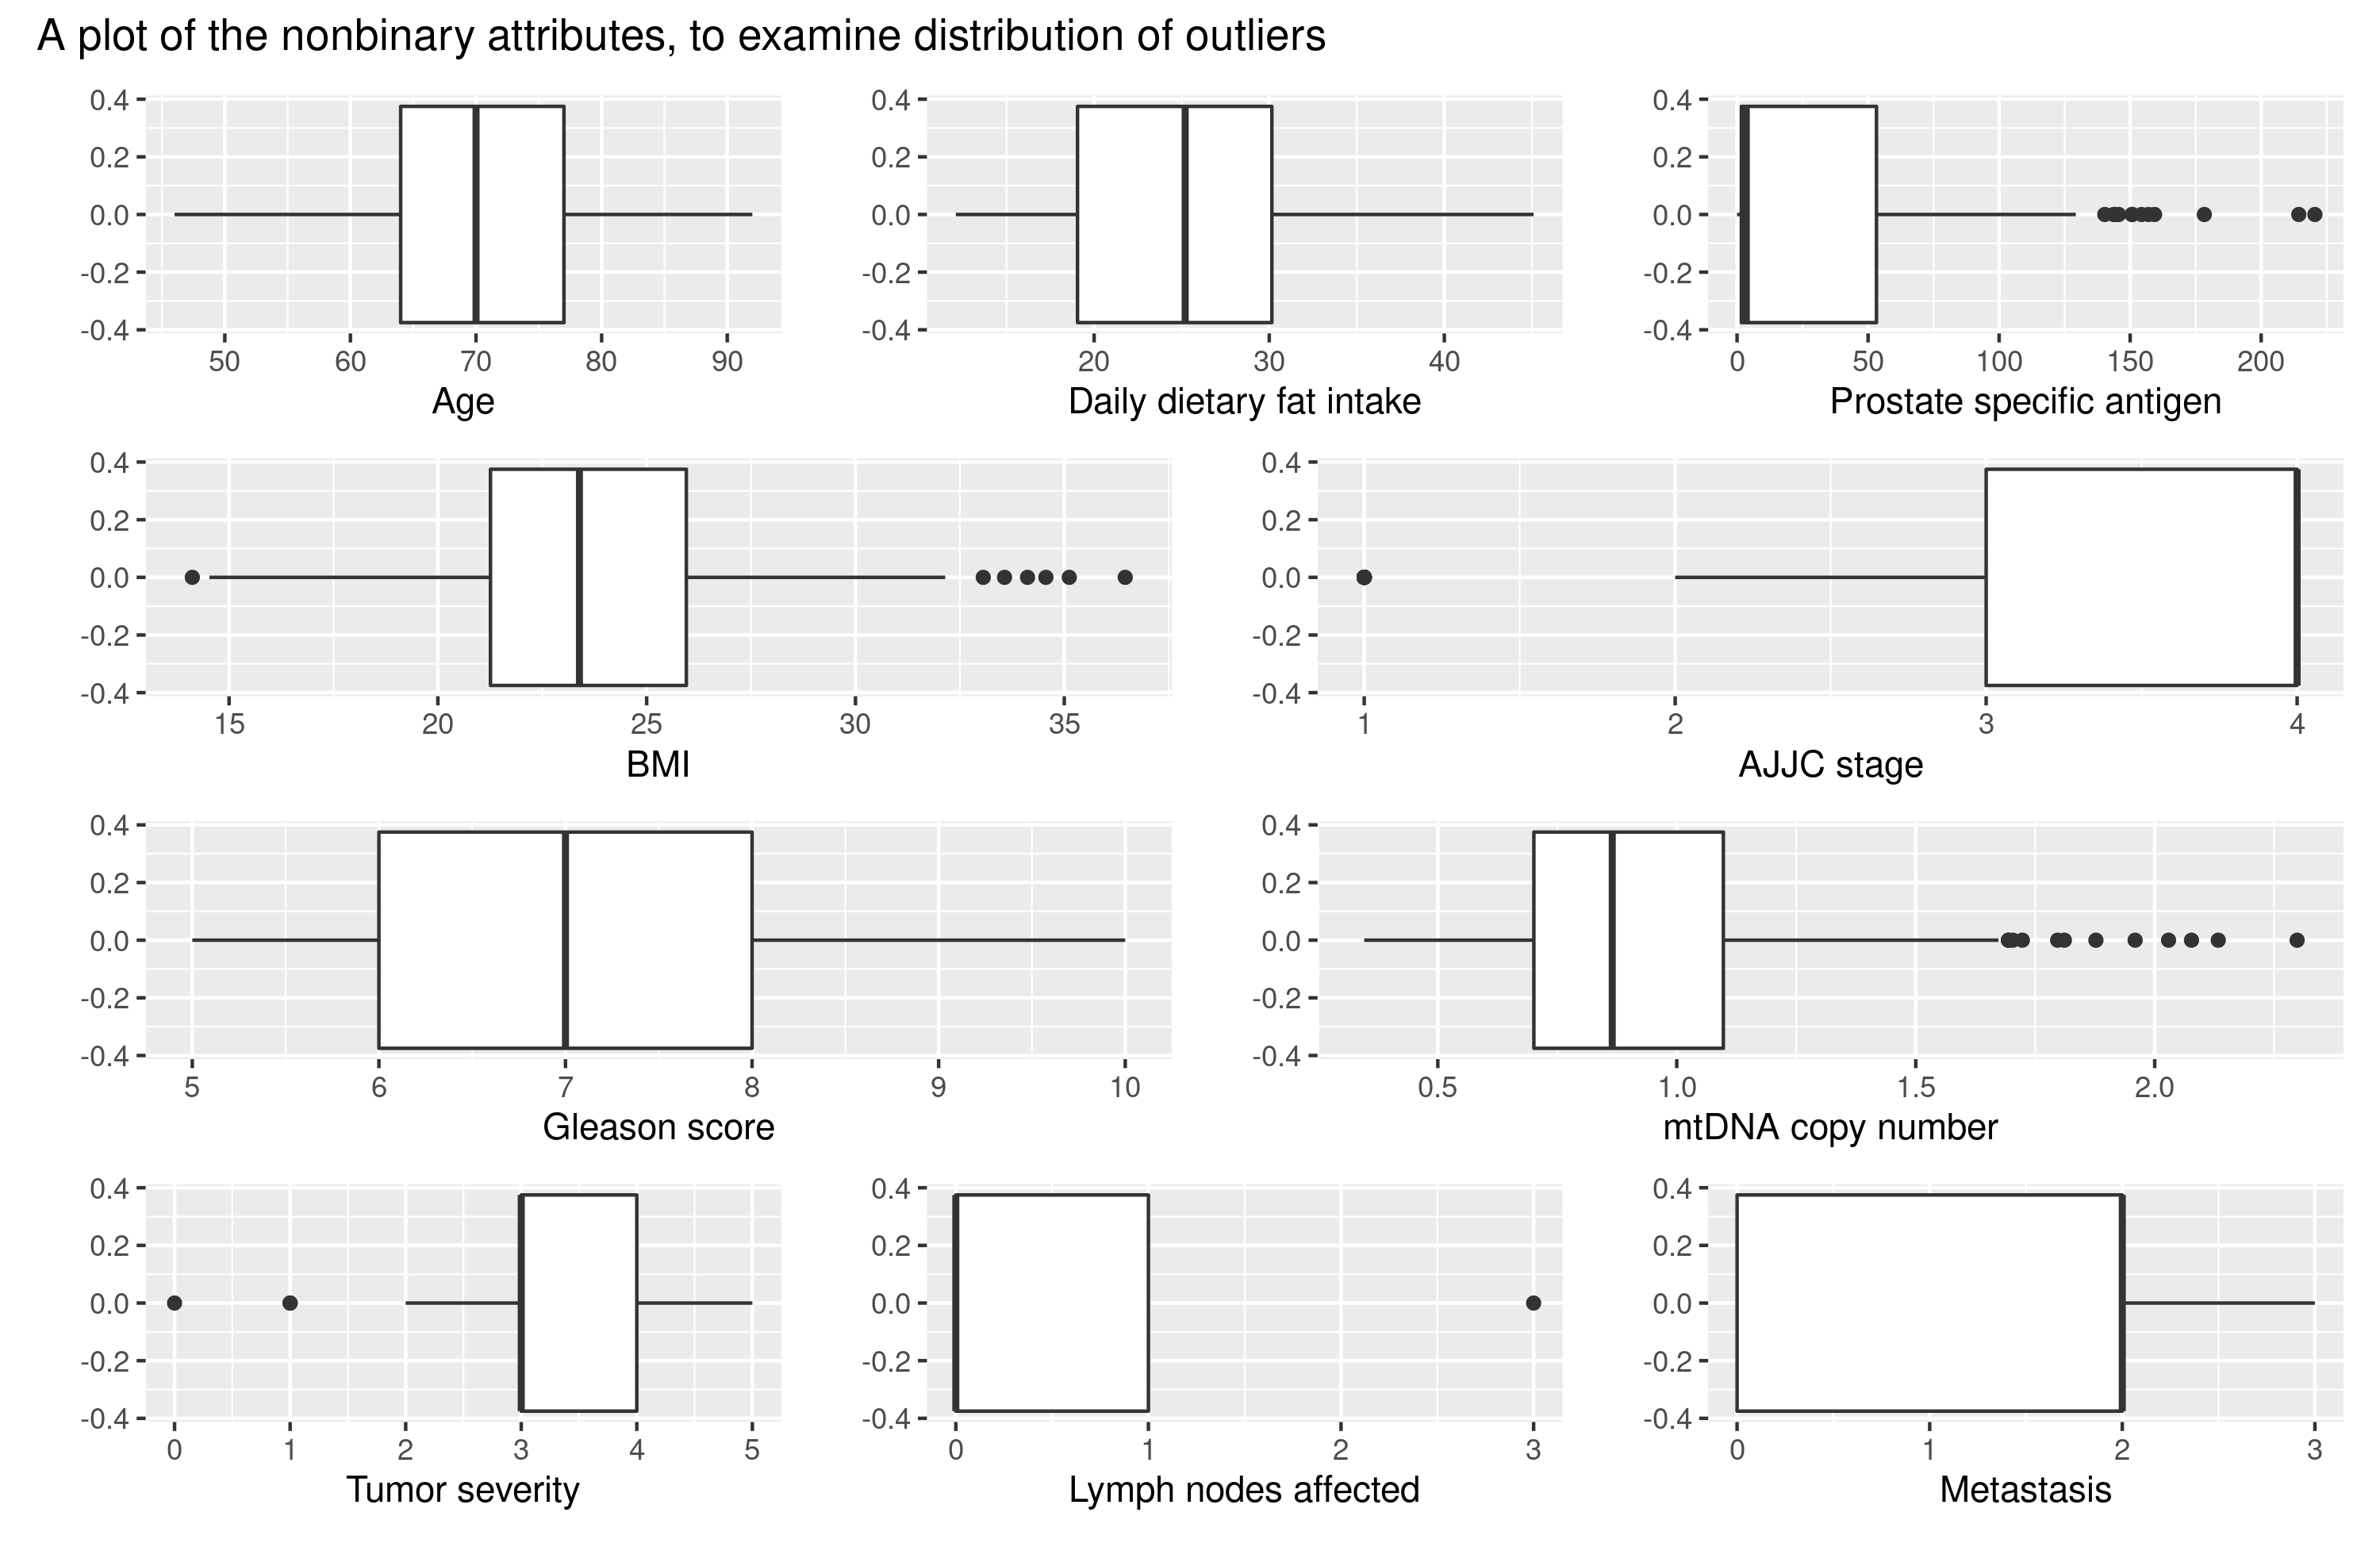 A plot of the nonbinary attributes, to examine distribution of outliers
0.4
0.2
0.0
-0.2
-0.4
50 60 70 80 90
Age
0.4
0.2
0.0
-0.2
-0.4
20 30 40
Daily dietary fat intake
0.4
0.2
0.0
-0.2
-0.4
0 50 100 150 200
Prostate specific antigen
0.4
0.2
0.0
-0.2
-0.4
15 20 25 30 35
BMI
0.4
0.2
0.0
-0.2
-0.4
1 2 3 4
AJJC stage
0.4
0.2
0.0
-0.2
-0.4
5 6 7 8 9 10
Gleason score
0.4
0.2
0.0
-0.2
-0.4
0.5 1.0 1.5 2.0
mtDNA copy number
0.4
0.2
0.0
-0.2
-0.4
0 1 2 3 4 5
Tumor severity
0.4
0.2
0.0
-0.2
-0.4
0 1 2 3
Lymph nodes affected
0.4
0.2
0.0
-0.2
-0.4
0 1 2 3
Metastasis